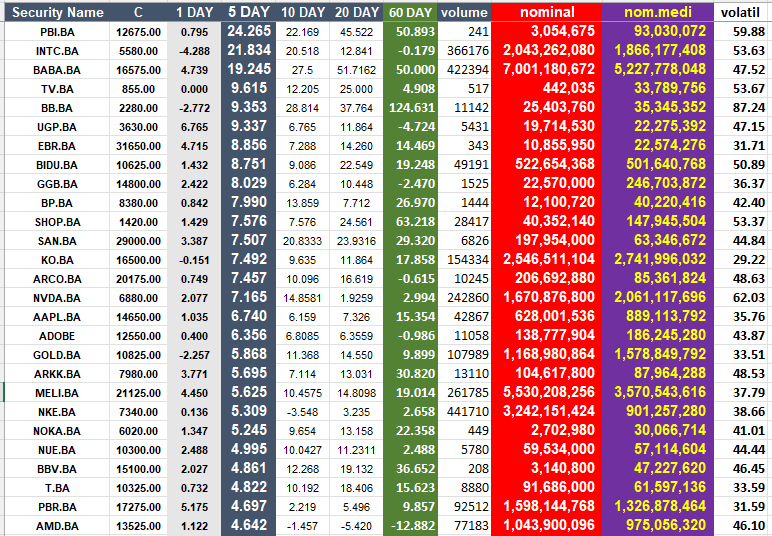 Security Name C 1 DAY 5 DAY 10 DAY 20 DAY 60 DAY volume nominal nom.medi volatil
PBI.BA 12675.00 0.795 24.265 22.169 45.522 50.893 241 3,054,675 93,030,072 59.88
INTC.BA 5580.00 -4.288 21.834 20.518 12.841 -0.179 366176 2,043,262,080 1,866,177,408 53.63
BABA.BA 16575.00 4.739 19.245 27.5 51.7162 50.000 422394 7,001,180,672 5,227,778,048 47.52
TV.BA 855.00 0.000 9.615 12.205 25.000 4.908 517 442,035 33,789,756 53.67
BB.BA 2280.00 -2.772 9.353 28.814 37.764 124.631 11142 25,403,760 35,345,352 87.24
UGP.BA 3630.00 6.765 9.337 6.765 11.864 -4.724 5431 19,714,530 22,275,392 47.15
EBR.BA 31650.00 4.715 8.856 7.288 14.260 14.469 343 10,855,950 22,574,276 31.71
BIDU.BA 10625.00 1.432 8.751 9.086 22.549 19.248 49191 522,654,368 501,640,768 50.89
GGB.BA 14800.00 2.422 8.029 6.284 10.448 -2.470 1525 22,570,000 246,703,872 36.37
BP.BA 8380.00 0.842 7.990 13.859 7.712 26.970 1444 12,100,720 40,220,416 42.40
SHOP.BA 1420.00 1.429 7.576 7.576 24.561 63.218 28417 40,352,140 147,945,504 53.37
SAN.BA 29000.00 3.387 7.507 20.8333 23.9316 29.320 6826 197,954,000 63,346,672 44.84
KO.BA 16500.00 -0.151 7.492 9.635 11.864 17.858 154334 2,546,511,104 2,741,996,032 29.22
ARCO.BA 20175.00 0.749 7.457 10.096 16.619 -0.615 10245 206,692,880 85,361,824 48.63
NVDA.BA 6880.00 2.077 7.165 14.8581 1.9259 2.994 242860 1,670,876,800 2,061,117,696 62.03
AAPL.BA 14650.00 1.035 6.740 6.159 7.326 15.354 42867 628,001,536 889,113,792 35.76
ADOBE 12550.00 0.400 6.356 6.8085 6.3559 -0.986 11058 138,777,904 186,245,280 43.87
GOLD.BA 10825.00 -2.257 5.868 11.368 14.550 9.899 107989 1,168,980,864 1,578,849,792 33.51
ARKK.BA 7980.00 3.771 5.695 7.114 13.031 30.820 13110 104,617,800 87,964,288 48.53
MELI.BA 21125.00 4.450 5.625 10.4575 14.8098 19.014 261785 5,530,208,256 3,570,543,616 37.79
NKE.BA 7340.00 0.136 5.309 -3.548 3.235 2.658 441710 3,242,151,424 901,257,280 38.66
NOKA.BA 6020.00 1.347 5.245 9.654 13.158 22.358 449 2,702,980 30,066,714 41.01
NUE.BA 10300.00 2.488 4.995 10.0427 11.2311 2.488 5780 59,534,000 57,114,604 44.44
BBV.BA 15100.00 2.027 4.861 12.268 19.132 36.652 208 3,140,800 47,227,620 46.45
T.BA 10325.00 0.732 4.822 10.192 18.406 15.623 8880 91,686,000 61,597,136 33.59
PBR.BA 17275.00 5.175 4.697 2.219 5.496 9.857 92512 1,598,144,768 1,326,878,464 31.59
AMD.BA 13525.00 1.122 4.642 -1.457 -5.420 -12.882 77183 1,043,900,096 975,056,320 46.10